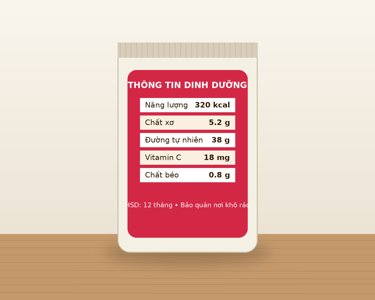 THÔNG TIN DINH DƯỠNG
Năng lượng 320 kcal
Chất xơ 5.2 g
Đường tự nhiên 38 g
Vitamin C 18 mg
Chất béo 0.8 g
HSD: 12 tháng • Bảo quản nơi khô